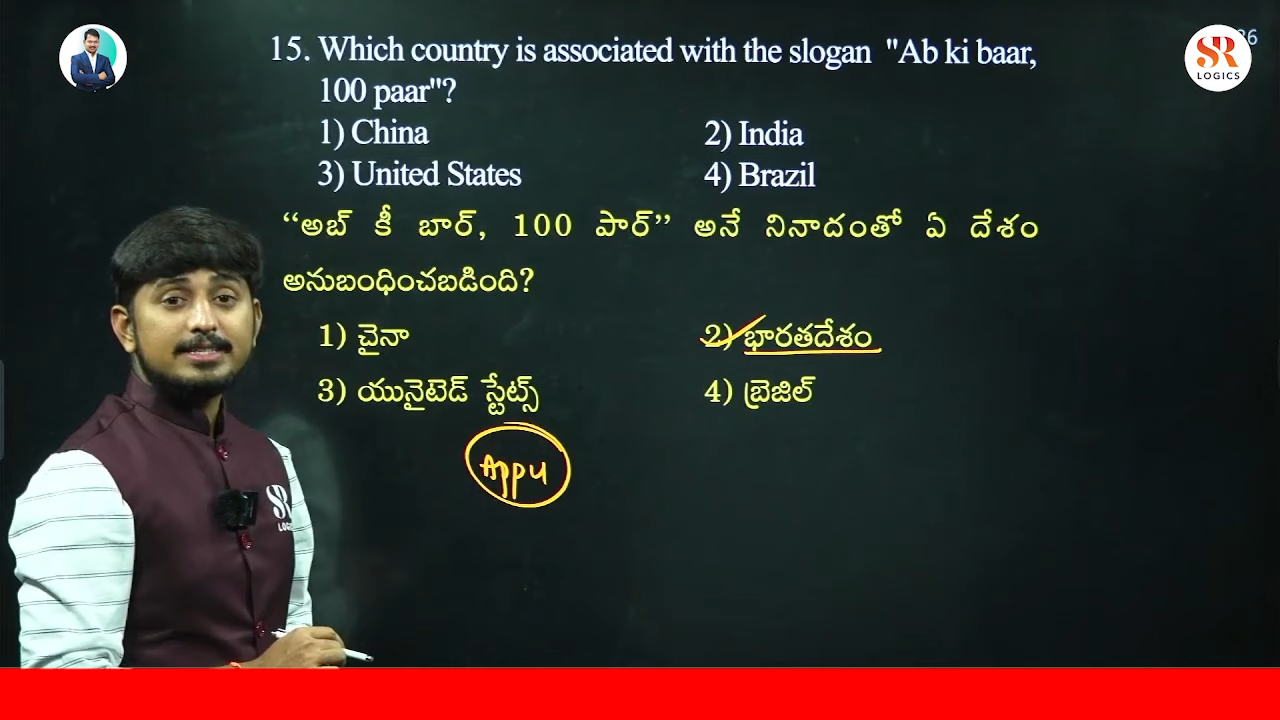 15. Which country is associated with the slogan "Ab ki baar,
100 paar"?
1) China 2) India
3) United States 4) Brazil
“అబ్ కీ బార్, 100 పార్” అనే నినాదంతో ఏ దేశం
అనుబంధించబడింది?
1) చైనా 2) భారతదేశం
3) యునైటెడ్ స్టేట్స్ 4) బ్రెజిల్
Appu
SR
LOGICS
SR